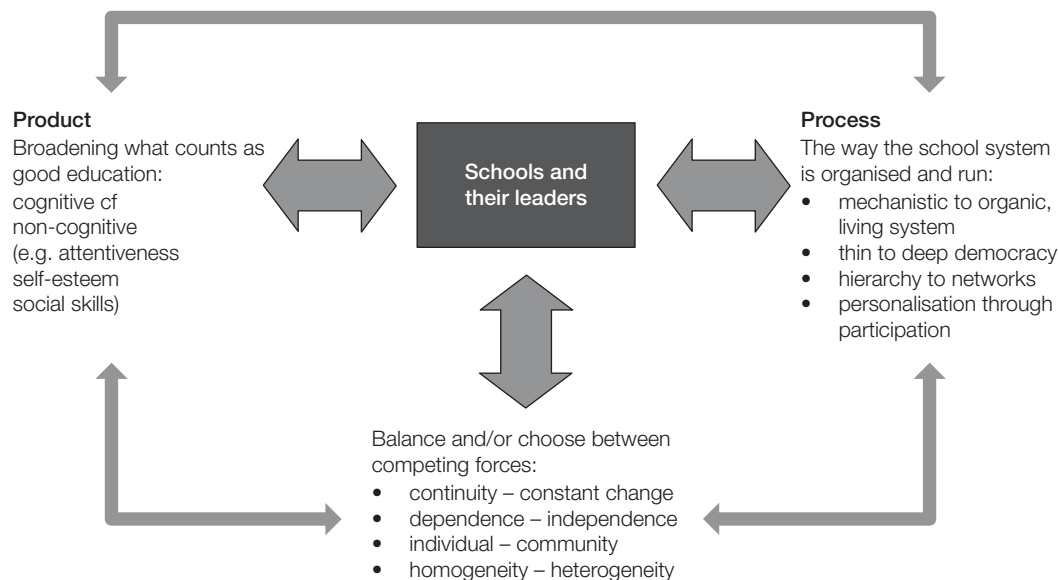 Product
Broadening what counts as
good education:
cognitive cf
non-cognitive
(e.g. attentiveness
self-esteem
social skills)
Schools and
their leaders
Process
The way the school system
is organised and run:
• mechanistic to organic,
living system
• thin to deep democracy
• hierarchy to networks
• personalisation through
participation
Balance and/or choose between
competing forces:
• continuity – constant change
• dependence – independence
• individual – community
• homogeneity – heterogeneity